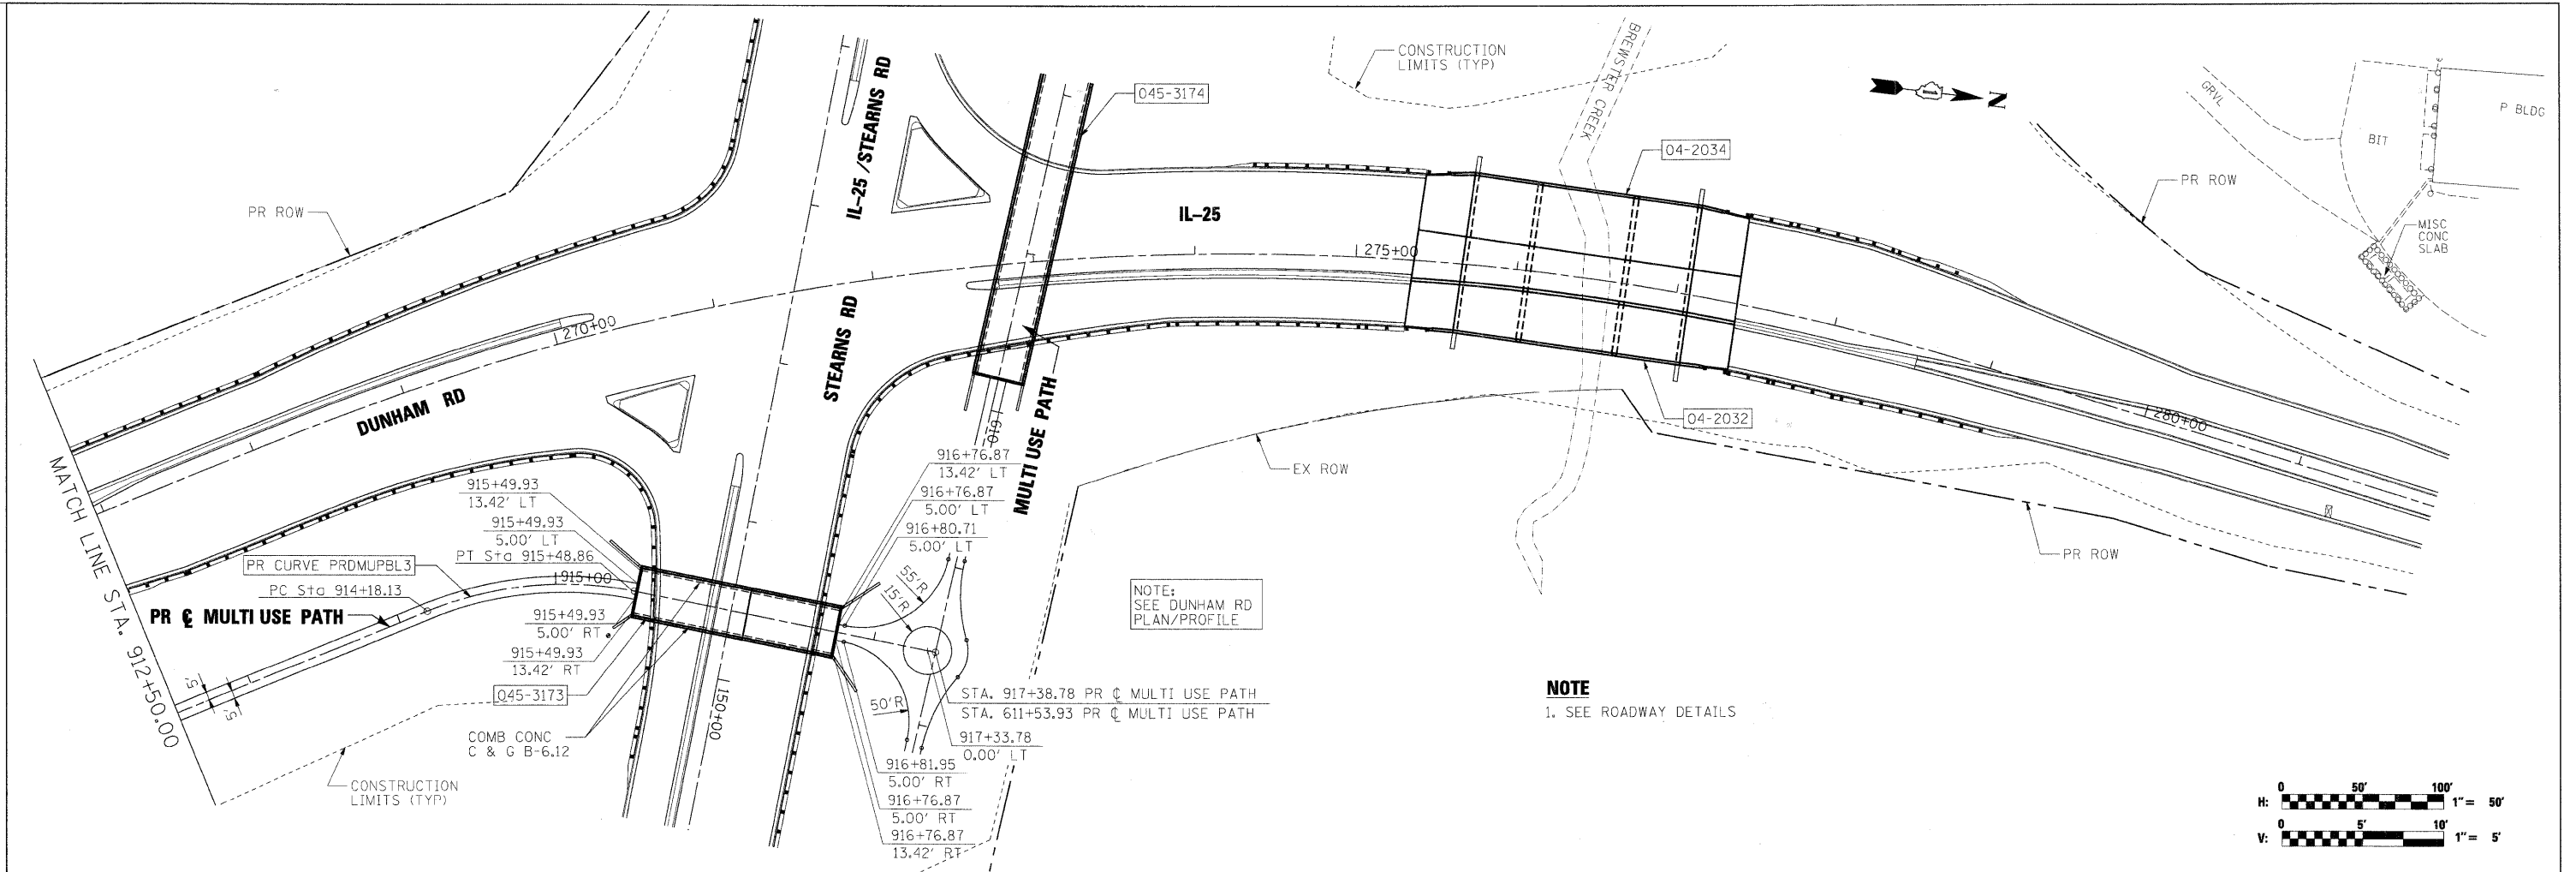 PR ROW
IL-25 /STEARNS RD
045-3174
CONSTRUCTION
LIMITS (TYP)
BREWSTER CREEK
N
GRVL
BIT
P BLDG
MISC
CONC
SLAB
PR ROW
04-2034
IL-25
275+00
270+00
DUNHAM RD
STEARNS RD
MULTI USE PATH
610
04-2032
280+00
EX ROW
PR ROW
MATCH LINE STA. 912+50.00
915+49.93
13.42' LT
915+49.93
5.00' LT
PT Sta 915+48.86
PR CURVE PRDMUPBL3
915+00
PC Sta 914+18.13
PR ℄ MULTI USE PATH
915+49.93
5.00' RT
915+49.93
13.42' RT
045-3173
5'
5'
COMB CONC
C & G B-6.12
CONSTRUCTION
LIMITS (TYP)
150+00
916+76.87
13.42' LT
916+76.87
5.00' LT
916+80.71
5.00' LT
55'R
15'R
50'R
STA. 917+38.78 PR ℄ MULTI USE PATH
STA. 611+53.93 PR ℄ MULTI USE PATH
917+33.78
0.00' LT
916+81.95
5.00' RT
916+76.87
5.00' RT
916+76.87
13.42' RT
NOTE:
SEE DUNHAM RD
PLAN/PROFILE
NOTE
1. SEE ROADWAY DETAILS
0 50' 100'
H: 1"= 50'
0 5' 10'
V: 1"= 5'